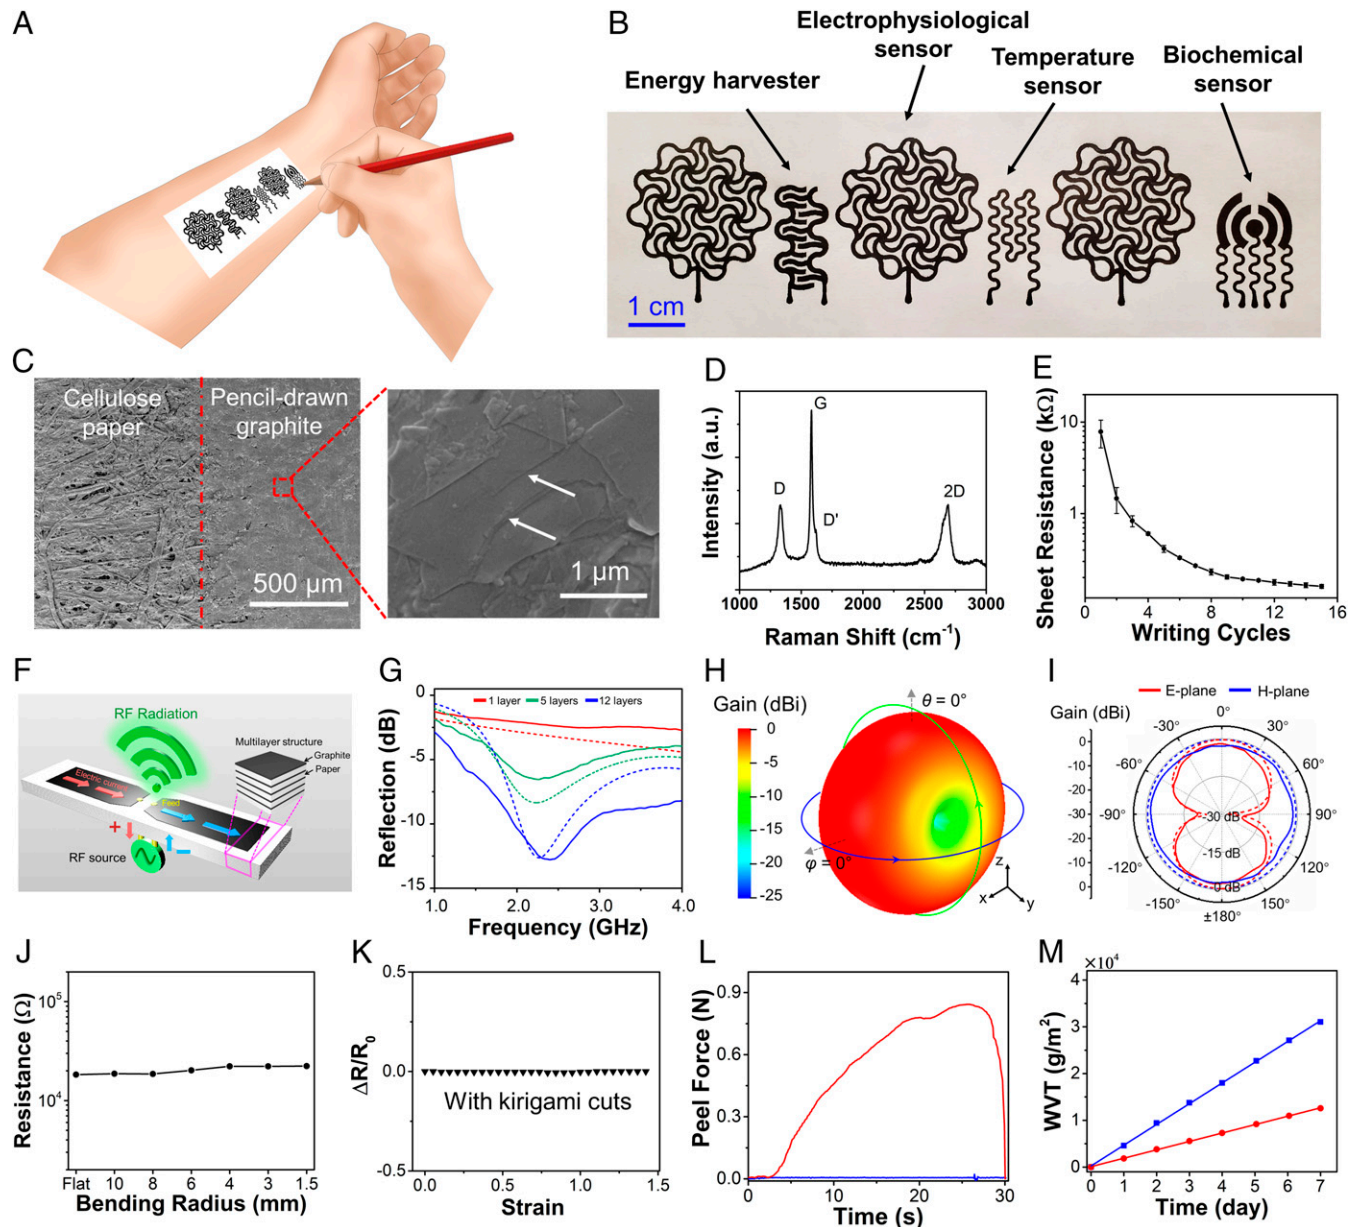 A
B
Electrophysiological
sensor
Energy harvester
Temperature
sensor
Biochemical
sensor
1 cm
C
Cellulose
paper
Pencil-drawn
graphite
500 µm
1 µm
D
Intensity (a.u.)
D
G
D'
2D
1000 1500 2000 2500 3000
Raman Shift (cm⁻¹)
E
Sheet Resistance (kΩ)
10
1
0 4 8 12 16
Writing Cycles
F
RF Radiation
Multilayer structure
Graphite
Paper
Electric current
Feed
+
−
RF source
G
Reflection (dB)
0
-5
-10
-15
1 layer 5 layers 12 layers
1.0 2.0 3.0 4.0
Frequency (GHz)
H
Gain (dBi)
0
-5
-10
-15
-20
-25
θ = 0°
φ = 0°
z
x
y
I
E-plane H-plane
Gain (dBi)
0
-10
-20
-30
-20
-10
0
0°
-30° 30°
-60° 60°
-90° 90°
-120° 120°
-150° 150°
±180°
-30 dB
-15 dB
0 dB
J
Resistance (Ω)
10⁵
10⁴
Flat 10 8 6 4 3 1.5
Bending Radius (mm)
K
ΔR/R₀
0.5
0.0
-0.5
With kirigami cuts
0.0 0.5 1.0 1.5
Strain
L
Peel Force (N)
0.9
0.6
0.3
0.0
0 10 20 30
Time (s)
M
×10⁴
WVT (g/m²)
4
3
2
1
0
0 1 2 3 4 5 6 7
Time (day)